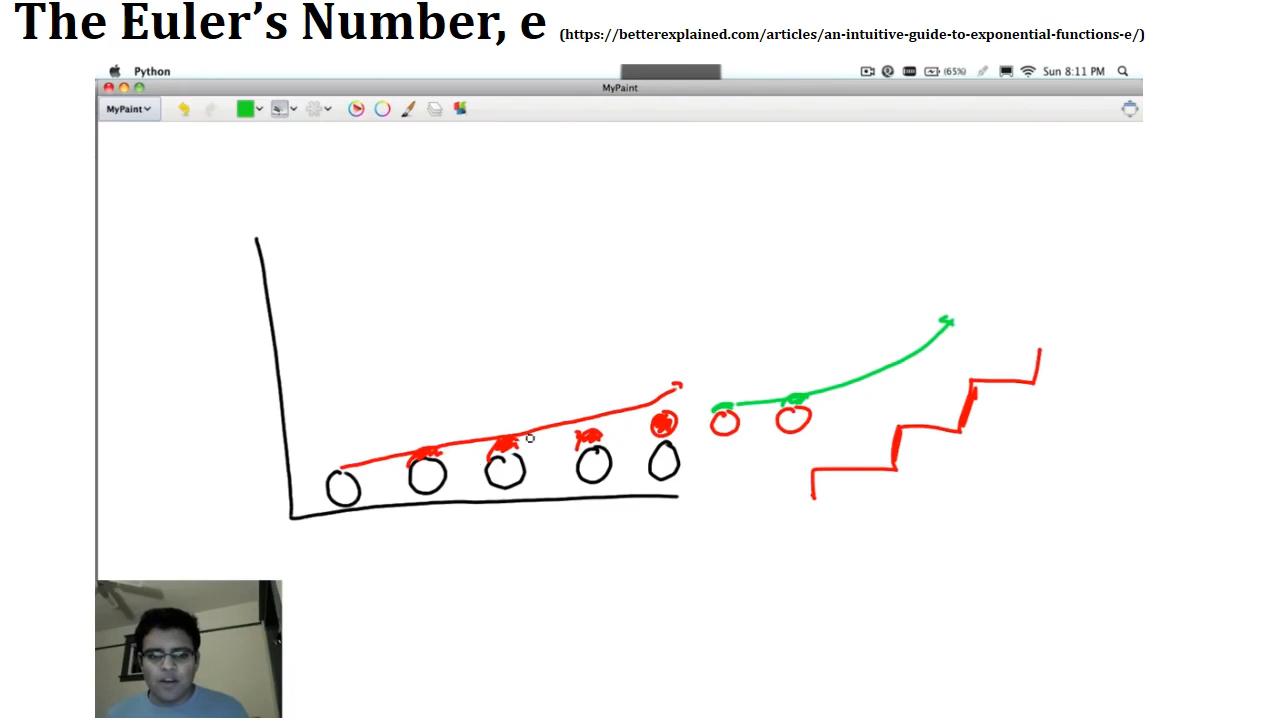 The Euler's Number, e (https://betterexplained.com/articles/an-intuitive-guide-to-exponential-functions-e/)
Python (65%) Sun 8:11 PM
MyPaint
MyPaint